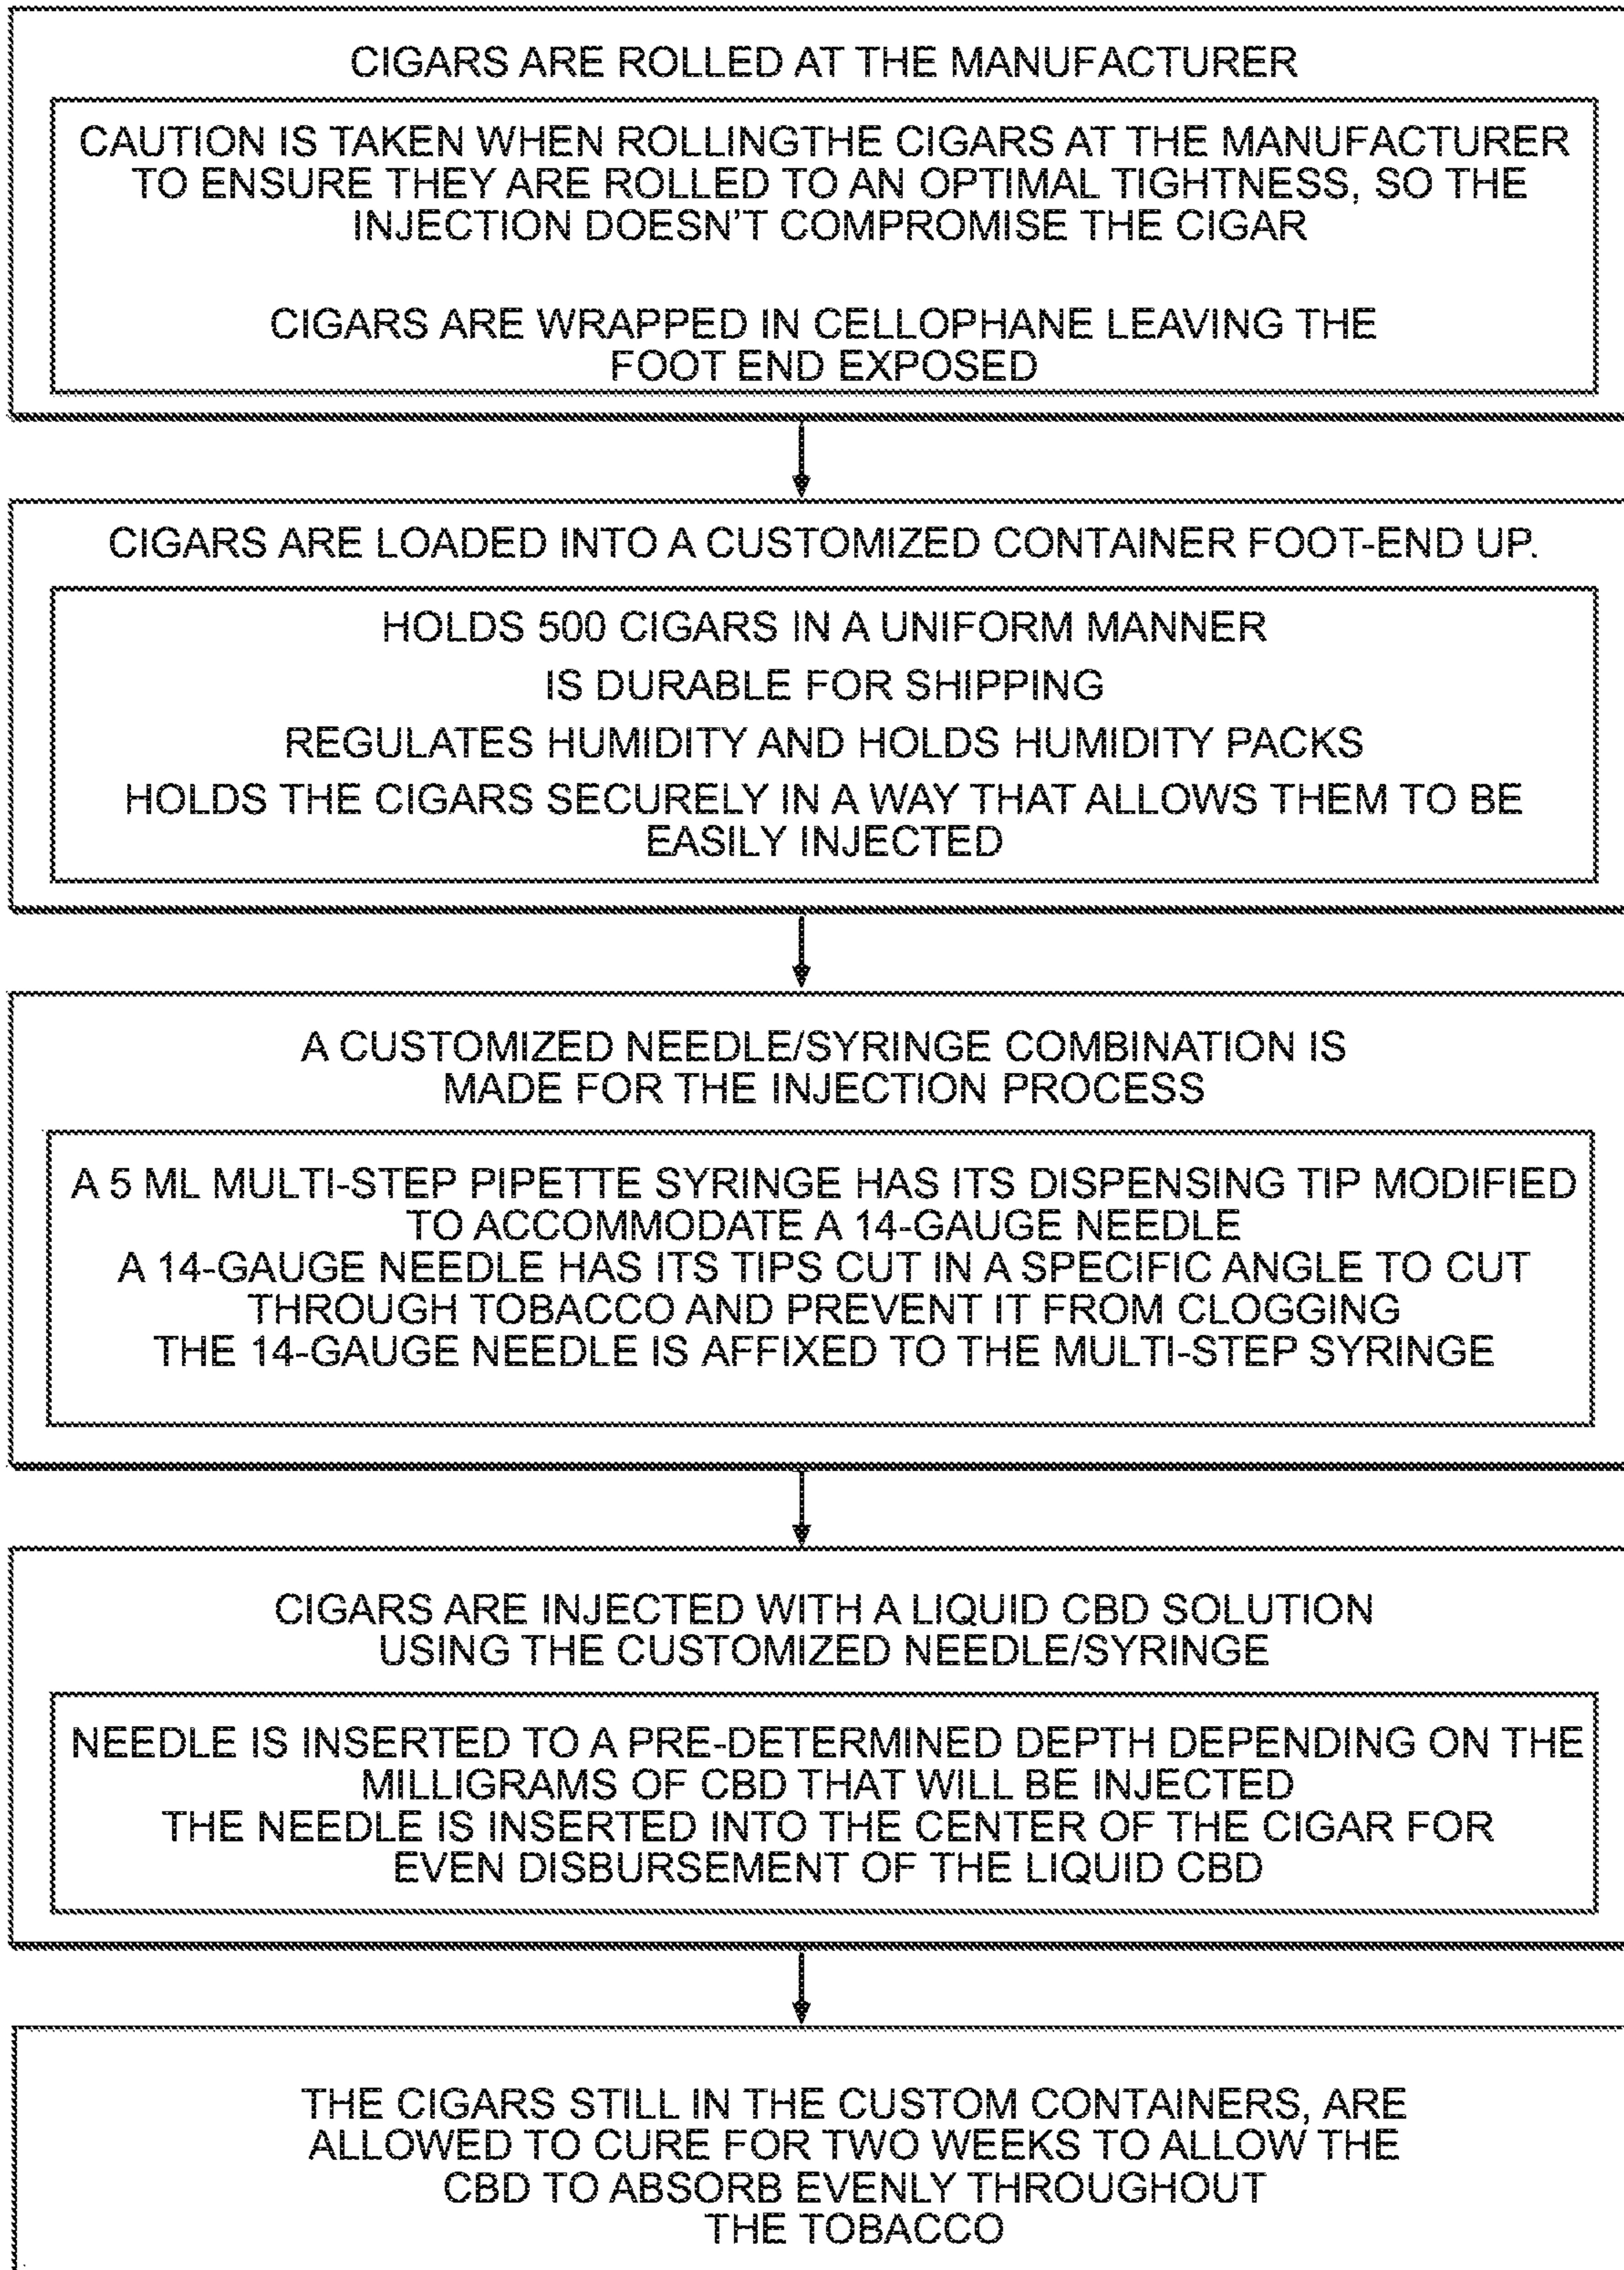 CIGARS ARE ROLLED AT THE MANUFACTURER
CAUTION IS TAKEN WHEN ROLLINGTHE CIGARS AT THE MANUFACTURER
TO ENSURE THEY ARE ROLLED TO AN OPTIMAL TIGHTNESS, SO THE
INJECTION DOESN'T COMPROMISE THE CIGAR
CIGARS ARE WRAPPED IN CELLOPHANE LEAVING THE
FOOT END EXPOSED
CIGARS ARE LOADED INTO A CUSTOMIZED CONTAINER FOOT-END UP.
HOLDS 500 CIGARS IN A UNIFORM MANNER
IS DURABLE FOR SHIPPING
REGULATES HUMIDITY AND HOLDS HUMIDITY PACKS
HOLDS THE CIGARS SECURELY IN A WAY THAT ALLOWS THEM TO BE
EASILY INJECTED
A CUSTOMIZED NEEDLE/SYRINGE COMBINATION IS
MADE FOR THE INJECTION PROCESS
A 5 ML MULTI-STEP PIPETTE SYRINGE HAS ITS DISPENSING TIP MODIFIED
TO ACCOMMODATE A 14-GAUGE NEEDLE
A 14-GAUGE NEEDLE HAS ITS TIPS CUT IN A SPECIFIC ANGLE TO CUT
THROUGH TOBACCO AND PREVENT IT FROM CLOGGING
THE 14-GAUGE NEEDLE IS AFFIXED TO THE MULTI-STEP SYRINGE
CIGARS ARE INJECTED WITH A LIQUID CBD SOLUTION
USING THE CUSTOMIZED NEEDLE/SYRINGE
NEEDLE IS INSERTED TO A PRE-DETERMINED DEPTH DEPENDING ON THE
MILLIGRAMS OF CBD THAT WILL BE INJECTED
THE NEEDLE IS INSERTED INTO THE CENTER OF THE CIGAR FOR
EVEN DISBURSEMENT OF THE LIQUID CBD
THE CIGARS STILL IN THE CUSTOM CONTAINERS, ARE
ALLOWED TO CURE FOR TWO WEEKS TO ALLOW THE
CBD TO ABSORB EVENLY THROUGHOUT
THE TOBACCO